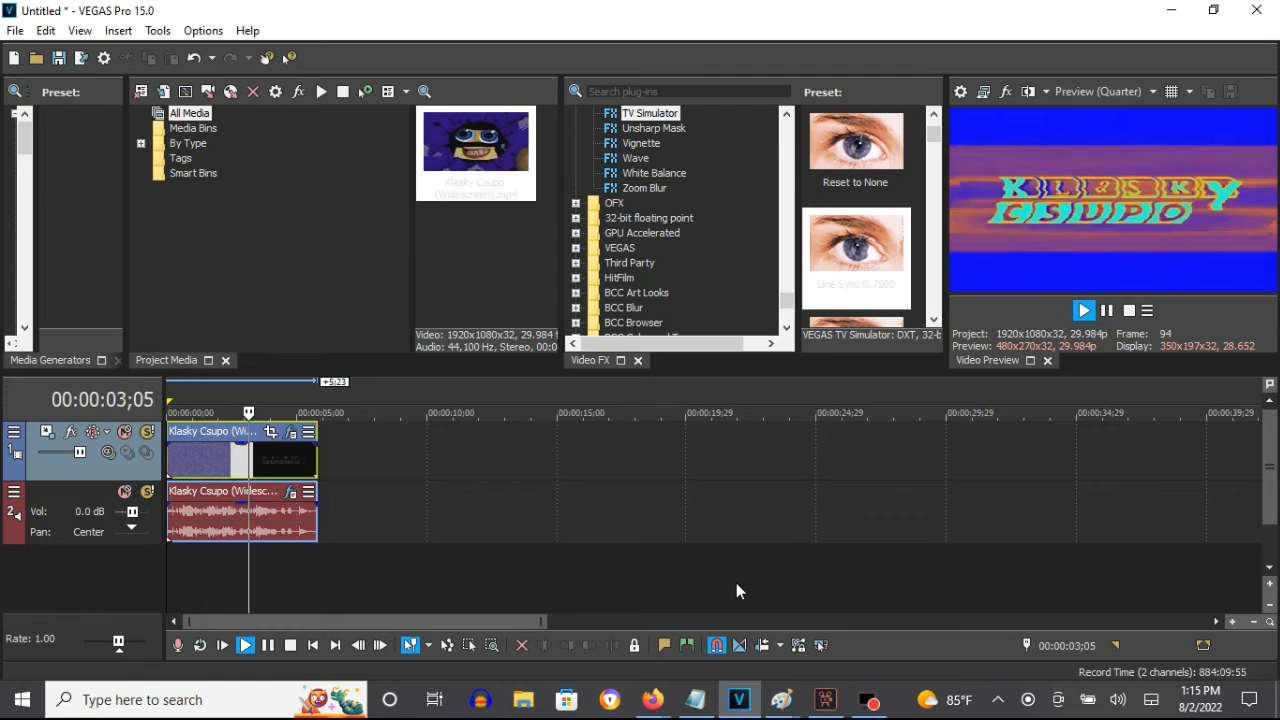 Untitled * - VEGAS Pro 15.0
File Edit View Insert Tools Options Help
Preset:
All Media
Media Bins
By Type
Tags
Smart Bins
Klasky Csupo
(Widescreen).mp4
Video: 1920x1080x32, 29.984 f
Audio: 44,100 Hz, Stereo, 00:0
Media Generators
Project Media
Search plug-ins
TV Simulator
Unsharp Mask
Vignette
Wave
White Balance
Zoom Blur
OFX
32-bit floating point
GPU Accelerated
VEGAS
Third Party
HitFilm
BCC Art Looks
BCC Blur
BCC Browser
Video FX
Preset:
Reset to None
Line Sync 0.7500
VEGAS TV Simulator: DXT, 32-b
Preview (Quarter)
KLASKY
CSUPO
Project: 1920x1080x32, 29.984p Frame: 94
Preview: 480x270x32, 29.984p Display: 350x197x32, 28.652
Video Preview
00:00:03;05
+5;23
00:00:00;00 00:00:05;00 00:00:10;00 00:00:15;00 00:00:19;29 00:00:24;29 00:00:29;29 00:00:34;29 00:00:39;29
1
Klasky Csupo (Wi...
2
Klasky Csupo (Widesc...
Vol: 0.0 dB
Pan: Center
Rate: 1.00
00:00:03;05
Record Time (2 channels): 884:09:55
Type here to search
85°F
1:15 PM
8/2/2022